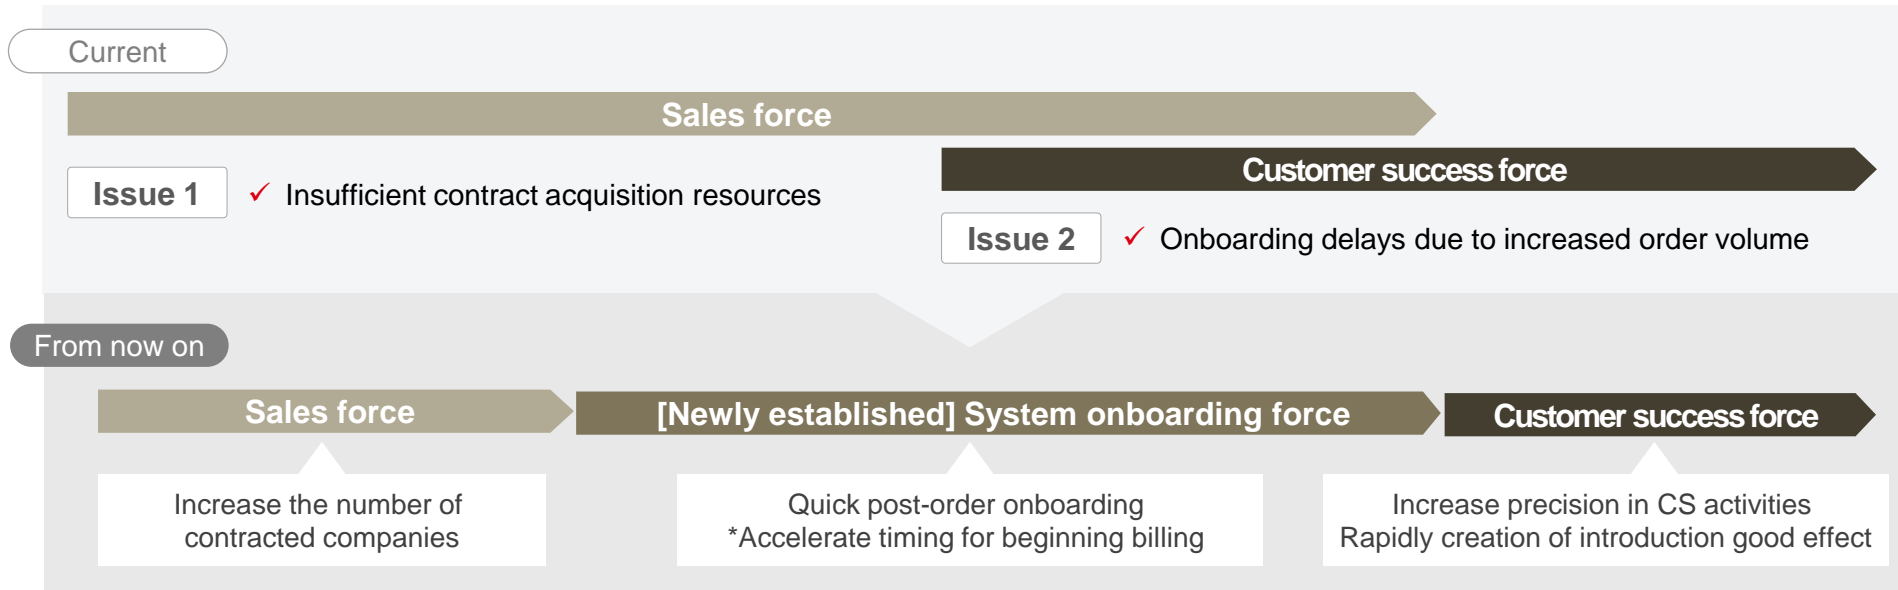 Current
Sales force
Customer success force
Issue 1
✓ Insufficient contract acquisition resources
Issue 2
✓ Onboarding delays due to increased order volume
From now on
Sales force
[Newly established] System onboarding force
Customer success force
Increase the number of
contracted companies
Quick post-order onboarding
*Accelerate timing for beginning billing
Increase precision in CS activities
Rapidly creation of introduction good effect